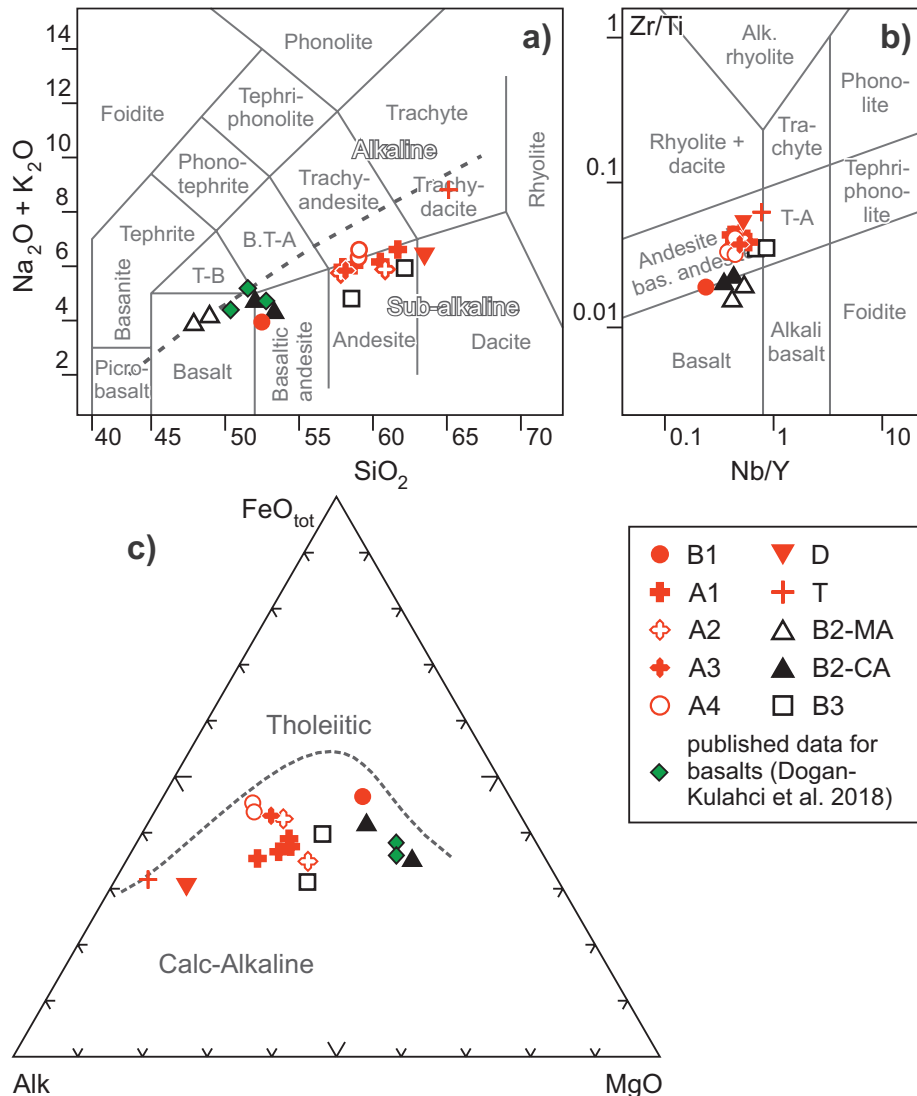 a)
14
12
10
8
6
4
2
Na2O + K2O
40
45
50
55
60
65
70
SiO2
Phonolite
Foidite
Tephri-
phonolite
Trachyte
Alkaline
Phono-
tephrite
Trachy-
andesite
Trachy-
dacite
Rhyolite
Tephrite
B.T-A
T-B
Basanite
Sub-alkaline
Basalt
Basaltic
andesite
Andesite
Dacite
Picro-
basalt
b)
Zr/Ti
1
0.1
0.01
0.1
1
10
Nb/Y
Alk.
rhyolite
Phono-
lite
Rhyolite +
dacite
Tra-
chyte
Tephri-
phono-
lite
T-A
Andesite
bas. andesite
Foidite
Basalt
Alkali
basalt
c)
FeOtot
Tholeiitic
Calc-Alkaline
Alk
MgO
B1
D
A1
T
A2
B2-MA
A3
B2-CA
A4
B3
published data for
basalts (Dogan-
Kulahci et al. 2018)